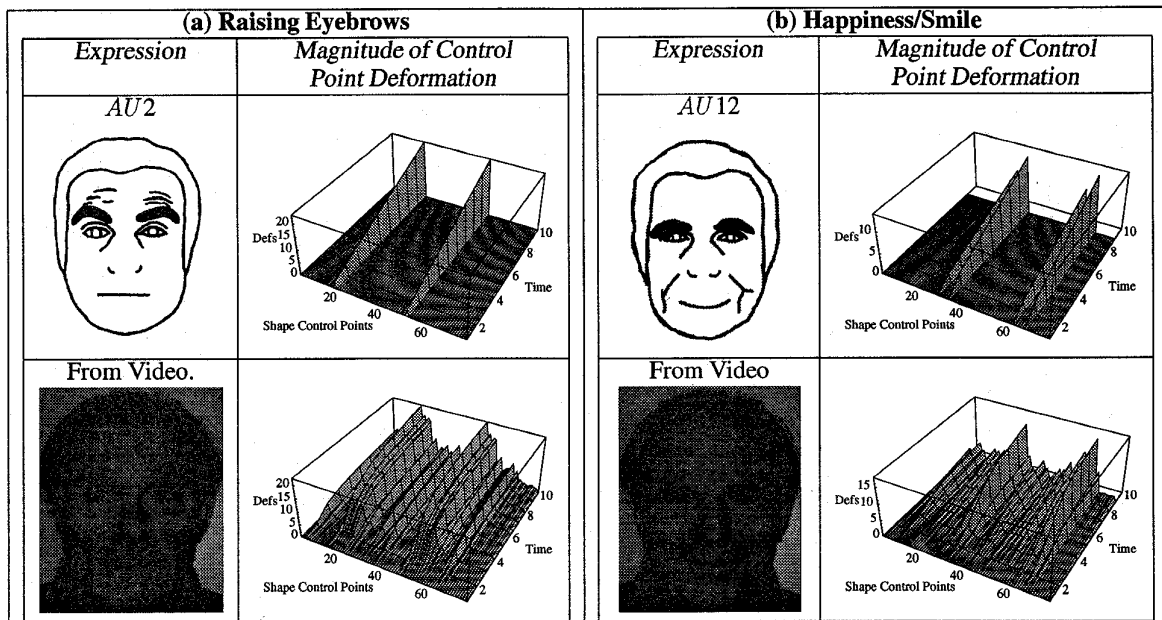 (a) Raising Eyebrows
Expression
Magnitude of Control
Point Deformation
AU 2
20
Defs 15
10
5
0
20
40
60
Shape Control Points
2
4
6
8
10
Time
From Video.
20
Defs 15
10
5
0
20
40
60
Shape Control Points
2
4
6
8
10
Time
(b) Happiness/Smile
Expression
Magnitude of Control
Point Deformation
AU 12
10
Defs 5
0
20
40
60
Shape Control Points
2
4
6
8
10
Time
From Video
15
Defs 10
5
0
20
40
60
Shape Control Points
2
4
6
8
10
Time